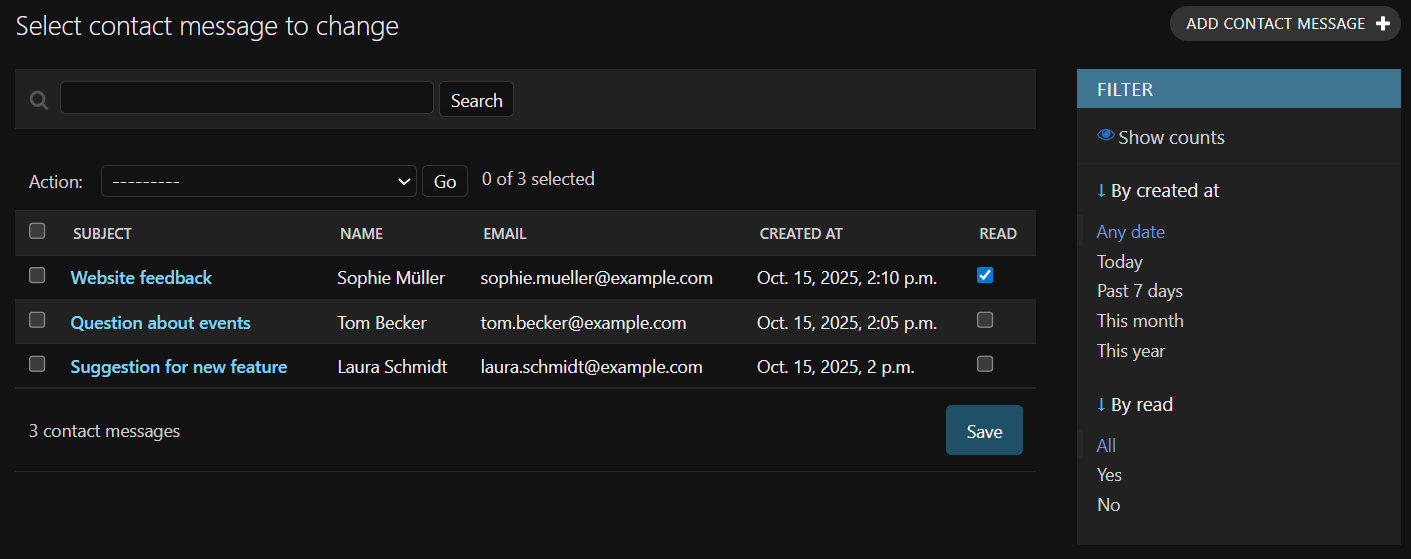 Select contact message to change
ADD CONTACT MESSAGE +
Search
Action: --------- Go 0 of 3 selected
SUBJECT NAME EMAIL CREATED AT READ
Website feedback Sophie Müller sophie.mueller@example.com Oct. 15, 2025, 2:10 p.m.
Question about events Tom Becker tom.becker@example.com Oct. 15, 2025, 2:05 p.m.
Suggestion for new feature Laura Schmidt laura.schmidt@example.com Oct. 15, 2025, 2 p.m.
3 contact messages
Save
FILTER
Show counts
↓ By created at
Any date
Today
Past 7 days
This month
This year
↓ By read
All
Yes
No